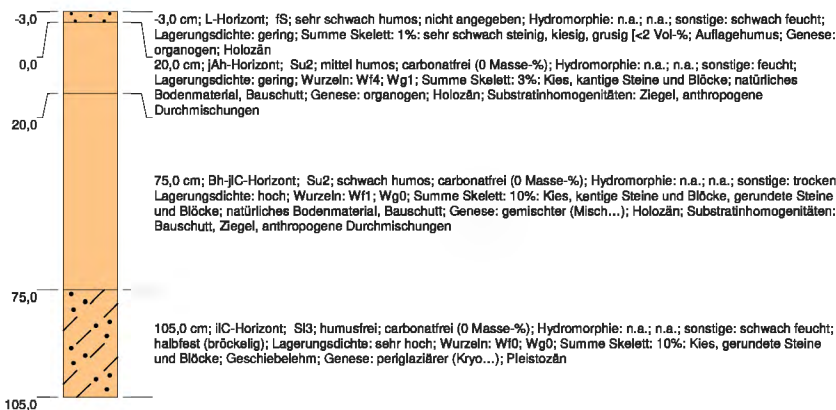 -3,0
-3,0 cm; L-Horizont; fS; sehr schwach humos; nicht angegeben; Hydromorphie: n.a.; n.a.; sonstige: schwach feucht;
Lagerungsdichte: gering; Summe Skelett: 1%: sehr schwach steinig, kiesig, grusig [<2 Vol-%; Auflagehumus; Genese:
organogen; Holozän
0,0
20,0 cm; jAh-Horizont; Su2; mittel humos; carbonatfrei (0 Masse-%); Hydromorphie: n.a.; n.a.; sonstige: feucht;
Lagerungsdichte: gering; Wurzeln: Wf4; Wg1; Summe Skelett: 3%: Kies, kantige Steine und Blöcke; natürliches
Bodenmaterial, Bauschutt; Genese: organogen; Holozän; Substratinhomogenitäten: Ziegel, anthropogene
Durchmischungen
20,0
75,0 cm; Bh-jlC-Horizont; Su2; schwach humos; carbonatfrei (0 Masse-%); Hydromorphie: n.a.; n.a.; sonstige: trocken
Lagerungsdichte: hoch; Wurzeln: Wf1; Wg0; Summe Skelett: 10%: Kies, kentige Steine und Blöcke, gerundete Steine
und Blöcke; natürliches Bodenmaterial, Bauschutt; Genese: gemischter (Misch...); Holozän; Substratinhomogenitäten:
Bauschutt, Ziegel, anthropogene Durchmischungen
75,0
105,0 cm; ilC-Horizont; Sl3; humusfrei; carbonatfrei (0 Masse-%); Hydromorphie: n.a.; n.a.; sonstige: schwach feucht;
halbfest (bröckelig); Lagerungsdichte: sehr hoch; Wurzeln: Wf0; Wg0; Summe Skelett: 10%: Kies, gerundete Steine
und Blöcke; Geschiebelehm; Genese: periglaziärer (Kryo...); Pleistozän
105,0